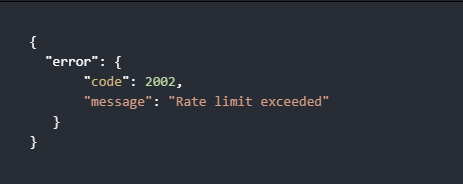 {
"error": {
"code": 2002,
"message": "Rate limit exceeded"
}
}